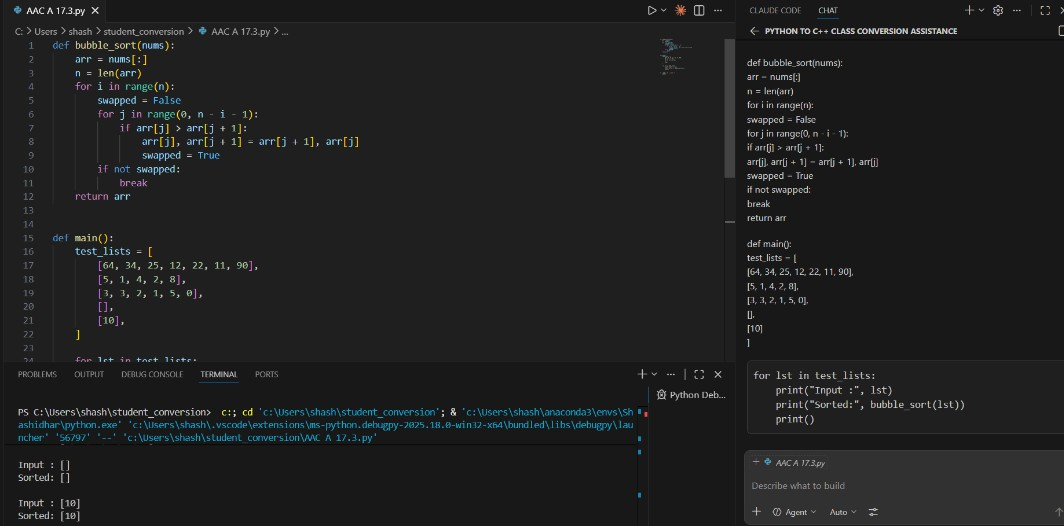 AAC A 17.3.py
C: > Users > shash > student_conversion > AAC A 17.3.py > ...
1 def bubble_sort(nums):
2 arr = nums[:]
3 n = len(arr)
4 for i in range(n):
5 swapped = False
6 for j in range(0, n - i - 1):
7 if arr[j] > arr[j + 1]:
8 arr[j], arr[j + 1] = arr[j + 1], arr[j]
9 swapped = True
10 if not swapped:
11 break
12 return arr
13
14
15 def main():
16 test_lists = [
17 [64, 34, 25, 12, 22, 11, 90],
18 [5, 1, 4, 2, 8],
19 [3, 3, 2, 1, 5, 0],
20 [],
21 [10],
22 ]
23
24 for lst in test_lists:
PROBLEMS OUTPUT DEBUG CONSOLE TERMINAL PORTS
PS C:\Users\shash\student_conversion> c:; cd 'c:\Users\shash\student_conversion'; & 'c:\Users\shash\anaconda3\envs\Sh
ashidhar\python.exe' 'c:\Users\shash\.vscode\extensions\ms-python.debugpy-2025.18.0-win32-x64\bundled\libs\debugpy\lau
ncher' '56797' '--' 'c:\Users\shash\student_conversion\AAC A 17.3.py'
Input : []
Sorted: []
Input : [10]
Sorted: [10]
Python Deb...
CLAUDE CODE CHAT
PYTHON TO C++ CLASS CONVERSION ASSISTANCE
def bubble_sort(nums):
arr = nums[:]
n = len(arr)
for i in range(n):
swapped = False
for j in range(0, n - i - 1):
if arr[j] > arr[j + 1]:
arr[j], arr[j + 1] = arr[j + 1], arr[j]
swapped = True
if not swapped:
break
return arr
def main():
test_lists = [
[64, 34, 25, 12, 22, 11, 90],
[5, 1, 4, 2, 8],
[3, 3, 2, 1, 5, 0],
[],
[10]
]
for lst in test_lists:
print("Input :", lst)
print("Sorted:", bubble_sort(lst))
print()
AAC A 17.3.py
Describe what to build
Agent Auto